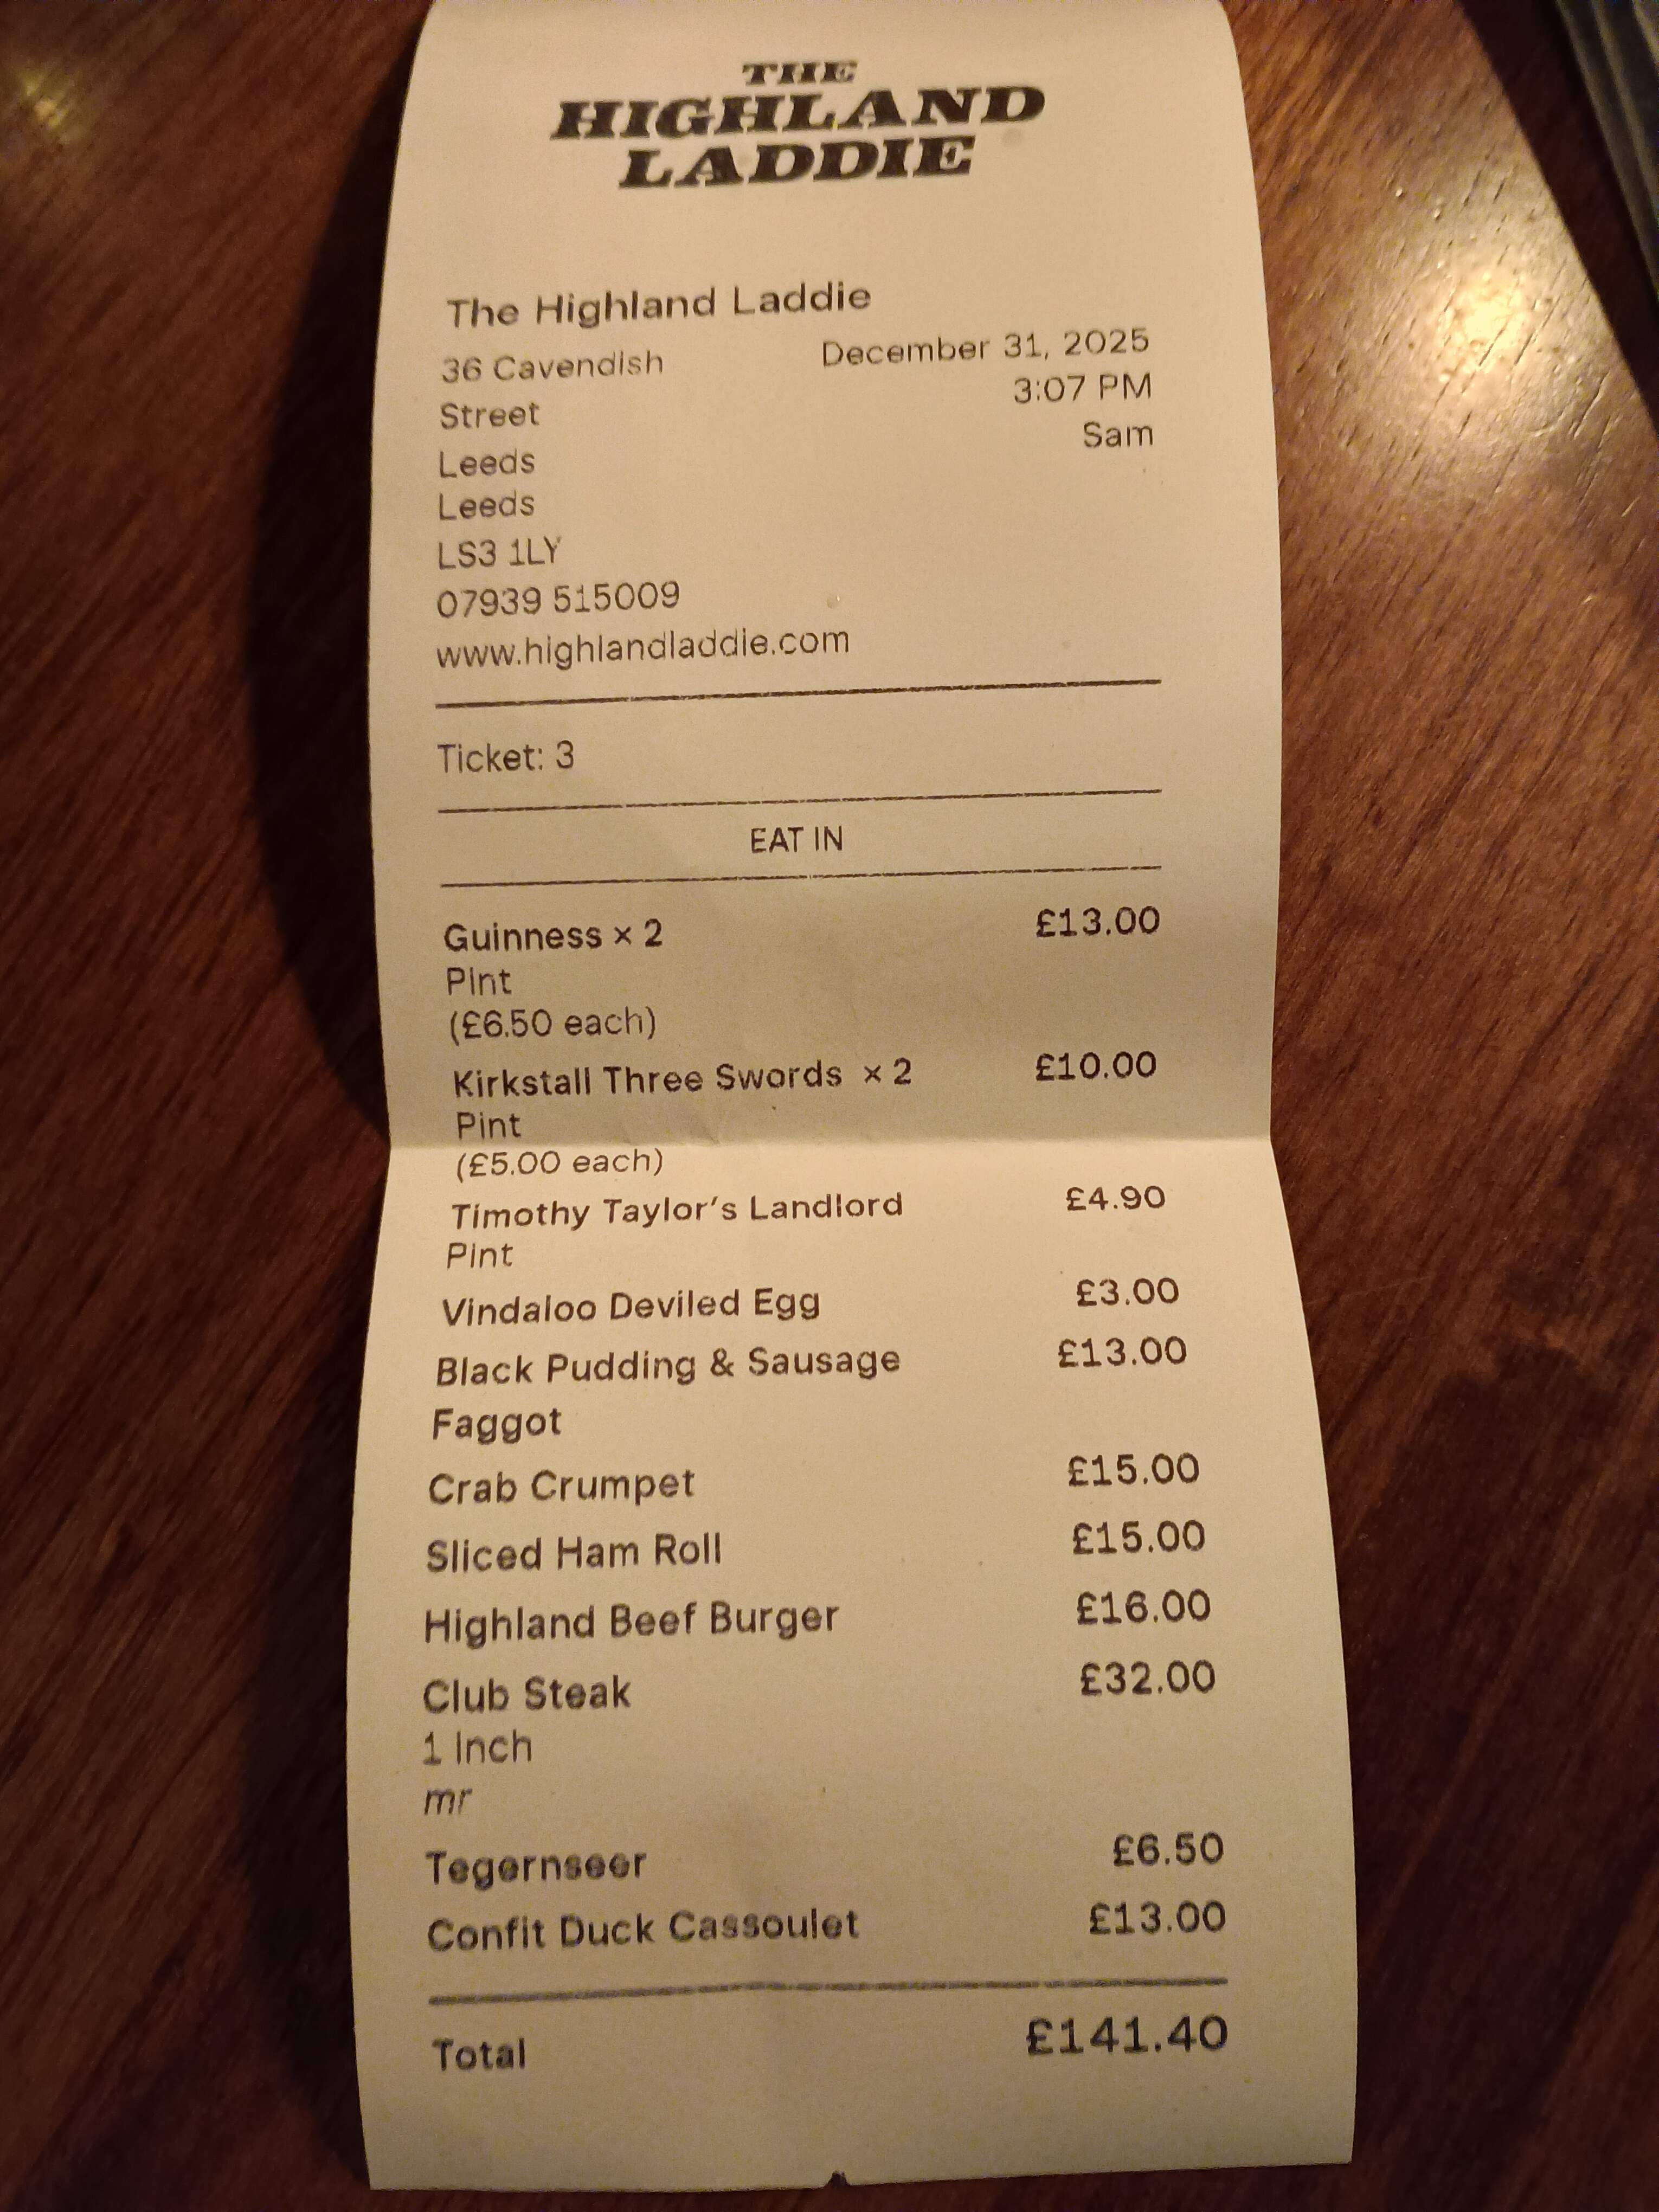 THE
HIGHLAND
LADDIE
The Highland Laddie
36 Cavendish December 31, 2025
Street 3:07 PM
Leeds Sam
Leeds
LS3 1LY
07939 515009
www.highlandladdie.com
Ticket: 3
EAT IN
Guinness × 2 £13.00
Pint
(£6.50 each)
Kirkstall Three Swords × 2 £10.00
Pint
(£5.00 each)
Timothy Taylor's Landlord £4.90
Pint
Vindaloo Deviled Egg £3.00
Black Pudding & Sausage £13.00
Faggot
Crab Crumpet £15.00
Sliced Ham Roll £15.00
Highland Beef Burger £16.00
Club Steak £32.00
1 Inch
mr
Tegernseer £6.50
Confit Duck Cassoulet £13.00
Total £141.40